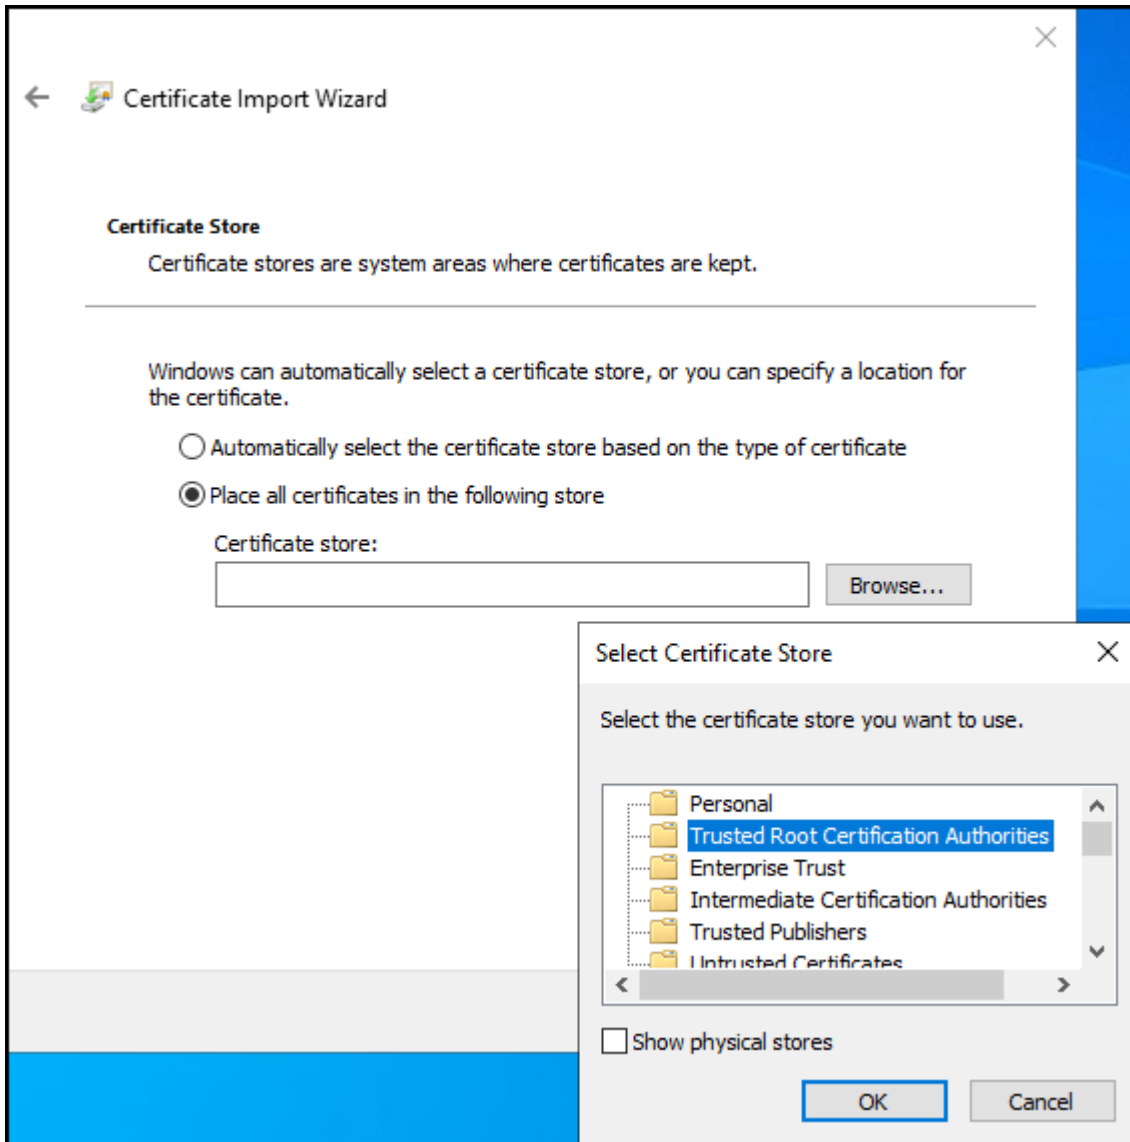 Certificate Import Wizard
Certificate Store
Certificate stores are system areas where certificates are kept.
Windows can automatically select a certificate store, or you can specify a location for
the certificate.
Automatically select the certificate store based on the type of certificate
Place all certificates in the following store
Certificate store:
Browse...
Select Certificate Store
Select the certificate store you want to use.
Personal
Trusted Root Certification Authorities
Enterprise Trust
Intermediate Certification Authorities
Trusted Publishers
Untrusted Certificates
Show physical stores
OK
Cancel